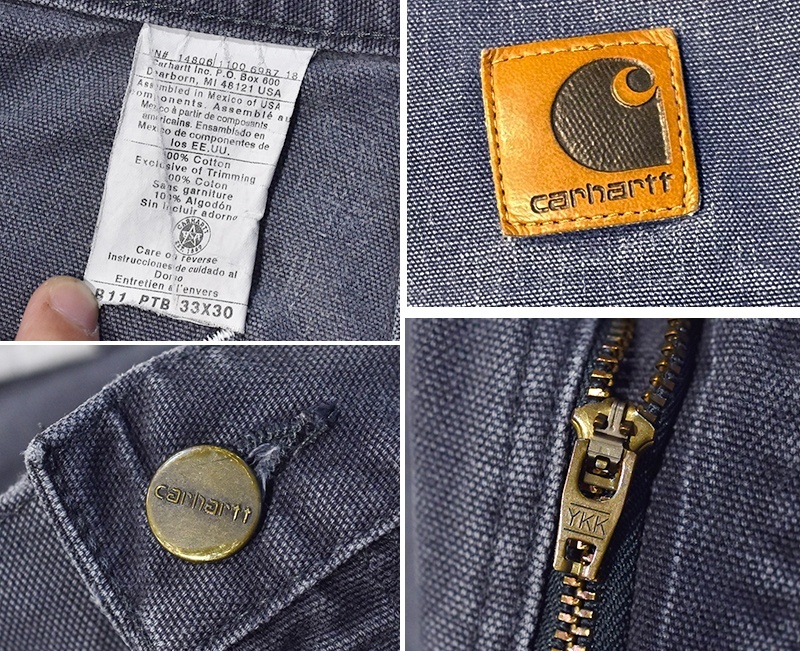 N# 14806 1100 6987 18
Carhartt Inc. P.O. Box 600
Dearborn, MI 48121 USA
Assembled in Mexico of USA
components. Assemblé au
Mexico à partir de composants
américains. Ensamblado en
Mexico de componentes de
los EE.UU.
100% Cotton
Exclusive of Trimming
100% Coton
Sans garniture
100% Algodón
Sin incluir adorno
CARHARTT
Care on reverse
Instrucciones de cuidado al
Dorso
Entretien à l'envers
B11 PTB 33X30
carhartt
carhartt
YKK